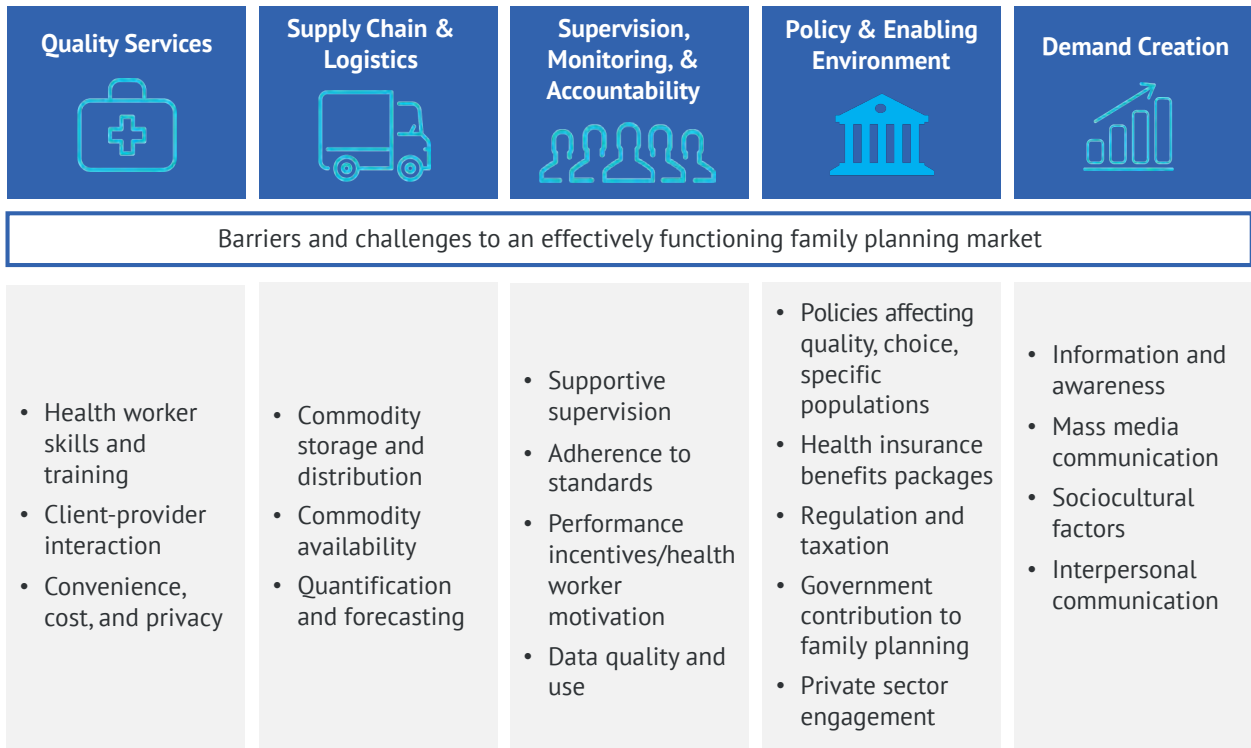 Quality Services
Supply Chain &
Logistics
Supervision,
Monitoring, &
Accountability
Policy & Enabling
Environment
Demand Creation
Barriers and challenges to an effectively functioning family planning market
• Health worker
skills and
training
• Client-provider
interaction
• Convenience,
cost, and privacy
• Commodity
storage and
distribution
• Commodity
availability
• Quantification
and forecasting
• Supportive
supervision
• Adherence to
standards
• Performance
incentives/health
worker
motivation
• Data quality and
use
• Policies affecting
quality, choice,
specific
populations
• Health insurance
benefits packages
• Regulation and
taxation
• Government
contribution to
family planning
• Private sector
engagement
• Information and
awareness
• Mass media
communication
• Sociocultural
factors
• Interpersonal
communication